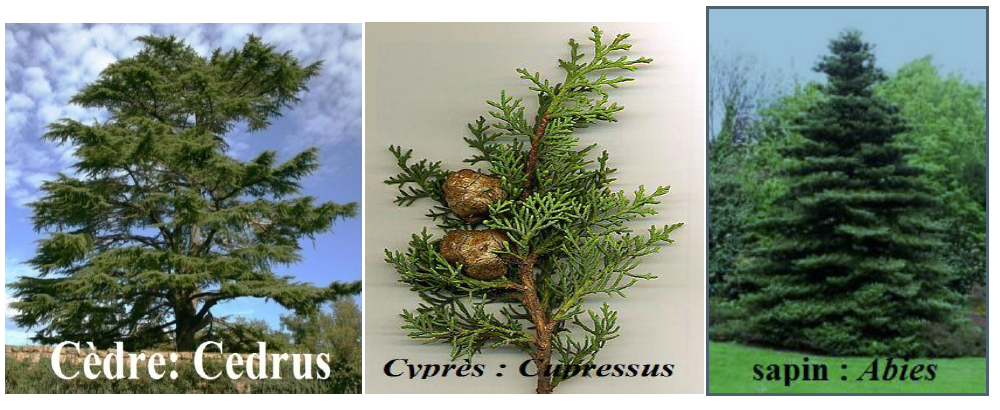 Cèdre: Cedrus
Cyprès : Cupressus
sapin : Abies